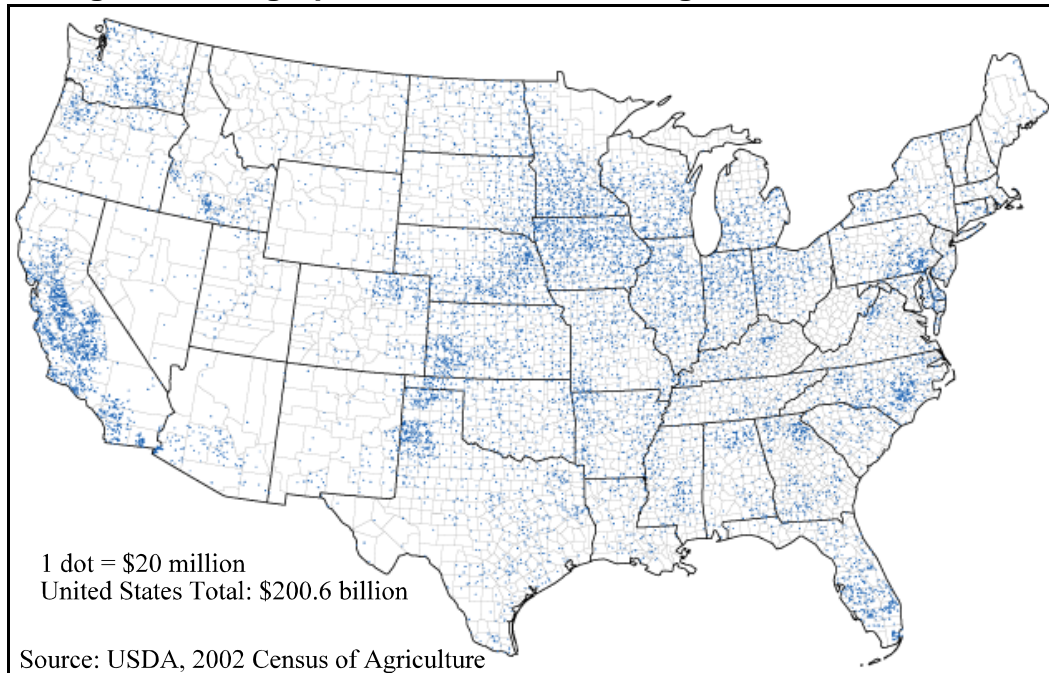 1 dot = $20 million
United States Total: $200.6 billion
Source: USDA, 2002 Census of Agriculture